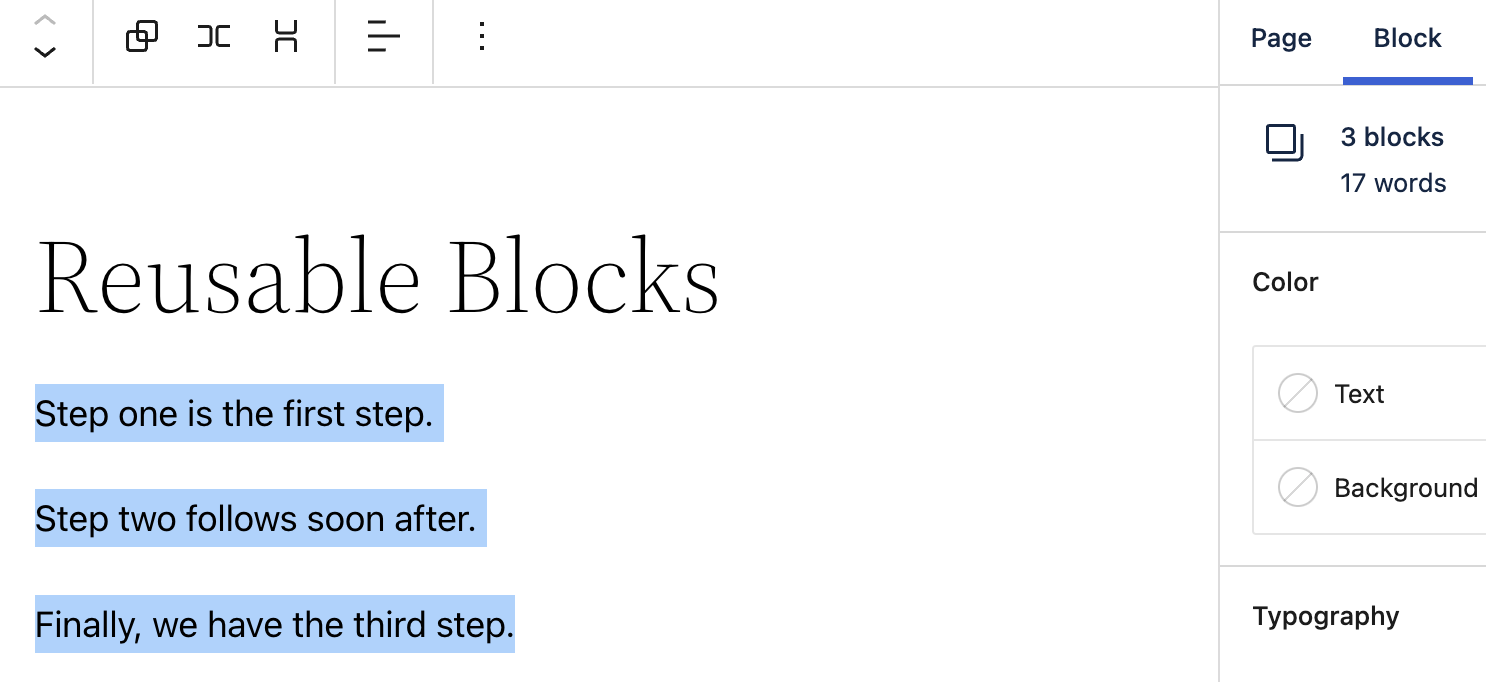 Page Block
3 blocks
17 words
Reusable Blocks
Step one is the first step.
Step two follows soon after.
Finally, we have the third step.
Color
Text
Background
Typography